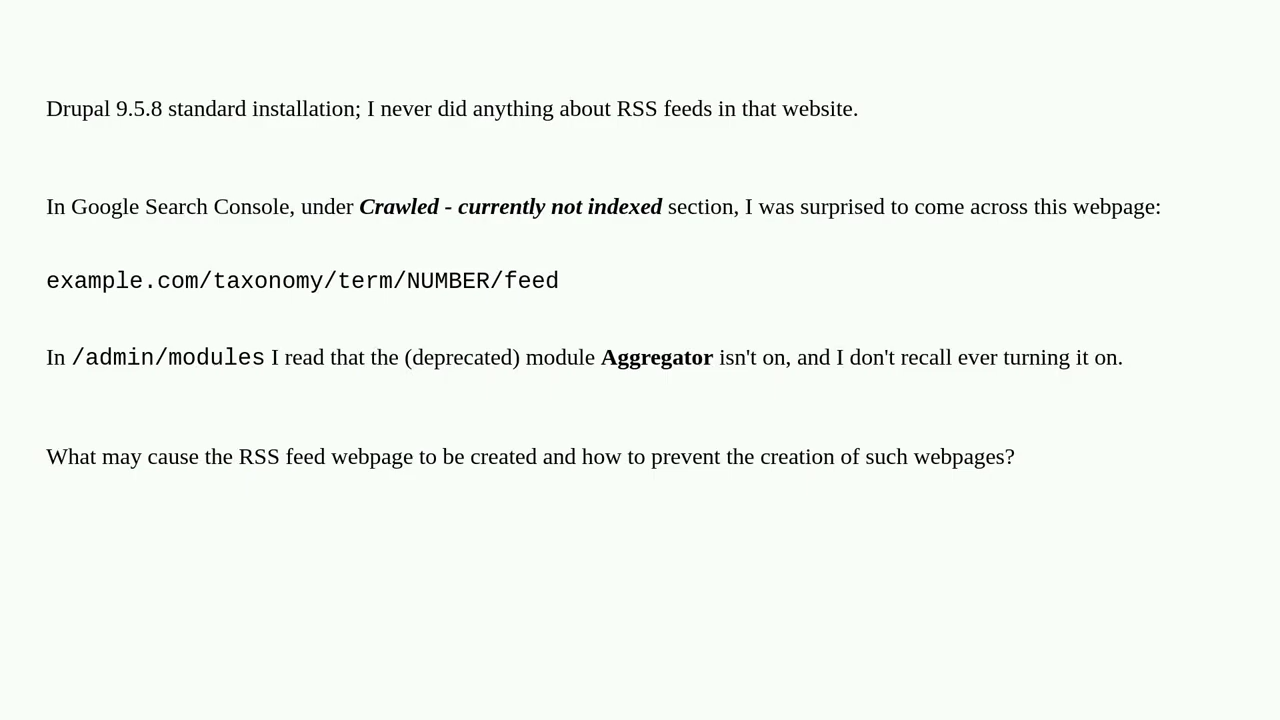 Drupal 9.5.8 standard installation; I never did anything about RSS feeds in that website.
In Google Search Console, under Crawled - currently not indexed section, I was surprised to come across this webpage:
example.com/taxonomy/term/NUMBER/feed
In /admin/modules I read that the (deprecated) module Aggregator isn't on, and I don't recall ever turning it on.
What may cause the RSS feed webpage to be created and how to prevent the creation of such webpages?